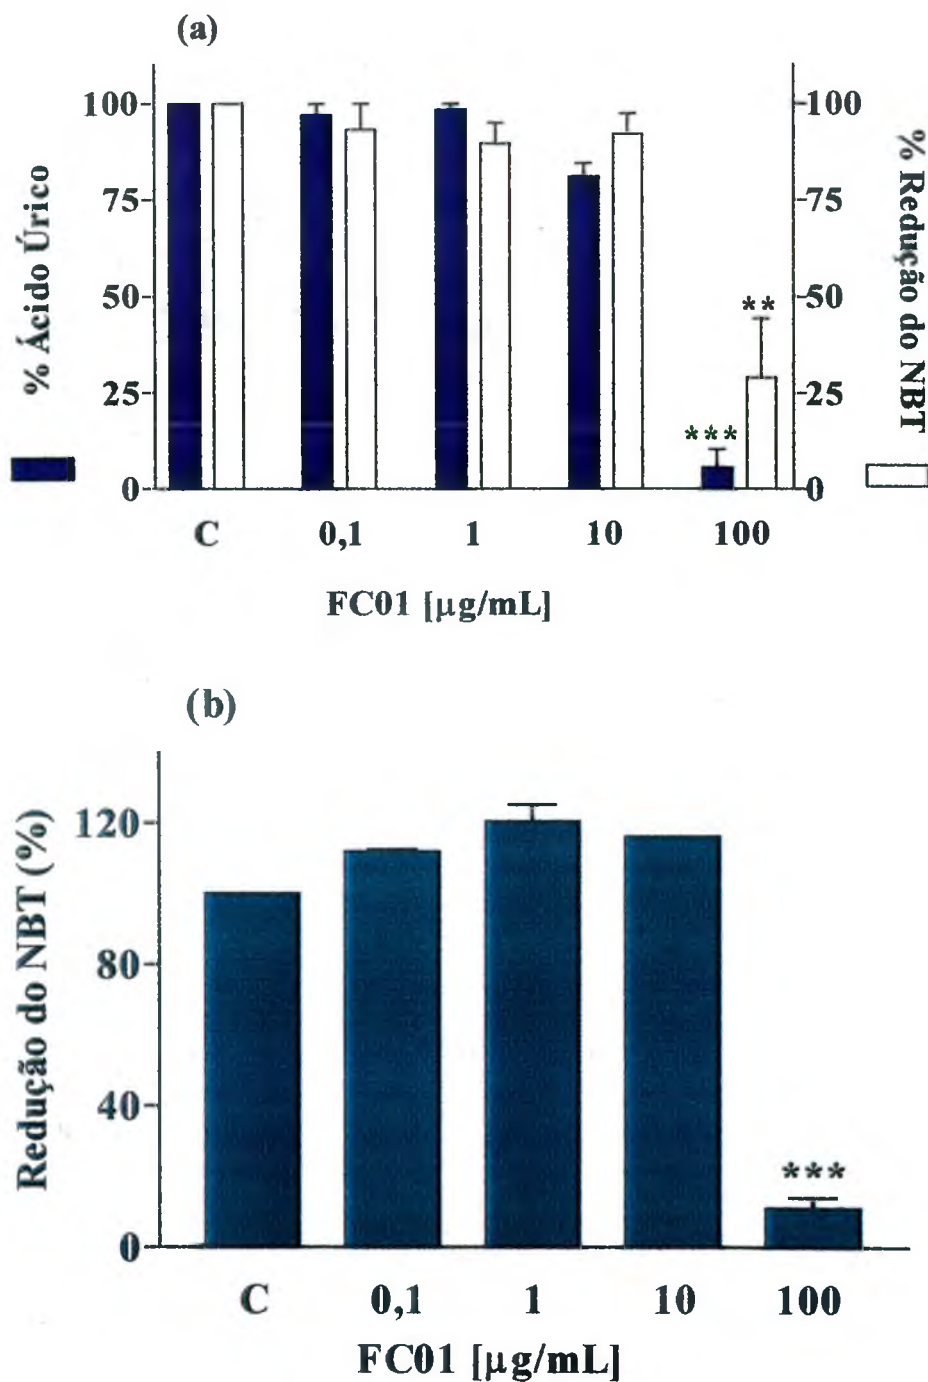 (a)
100 100
75 75
50 50
25 25
0 0
% Ácido Úrico
% Redução do NBT
**
***
C 0,1 1 10 100
FC01 [µg/mL]
(b)
Redução do NBT (%)
120
80
40
0
***
C 0,1 1 10 100
FC01 [µg/mL]